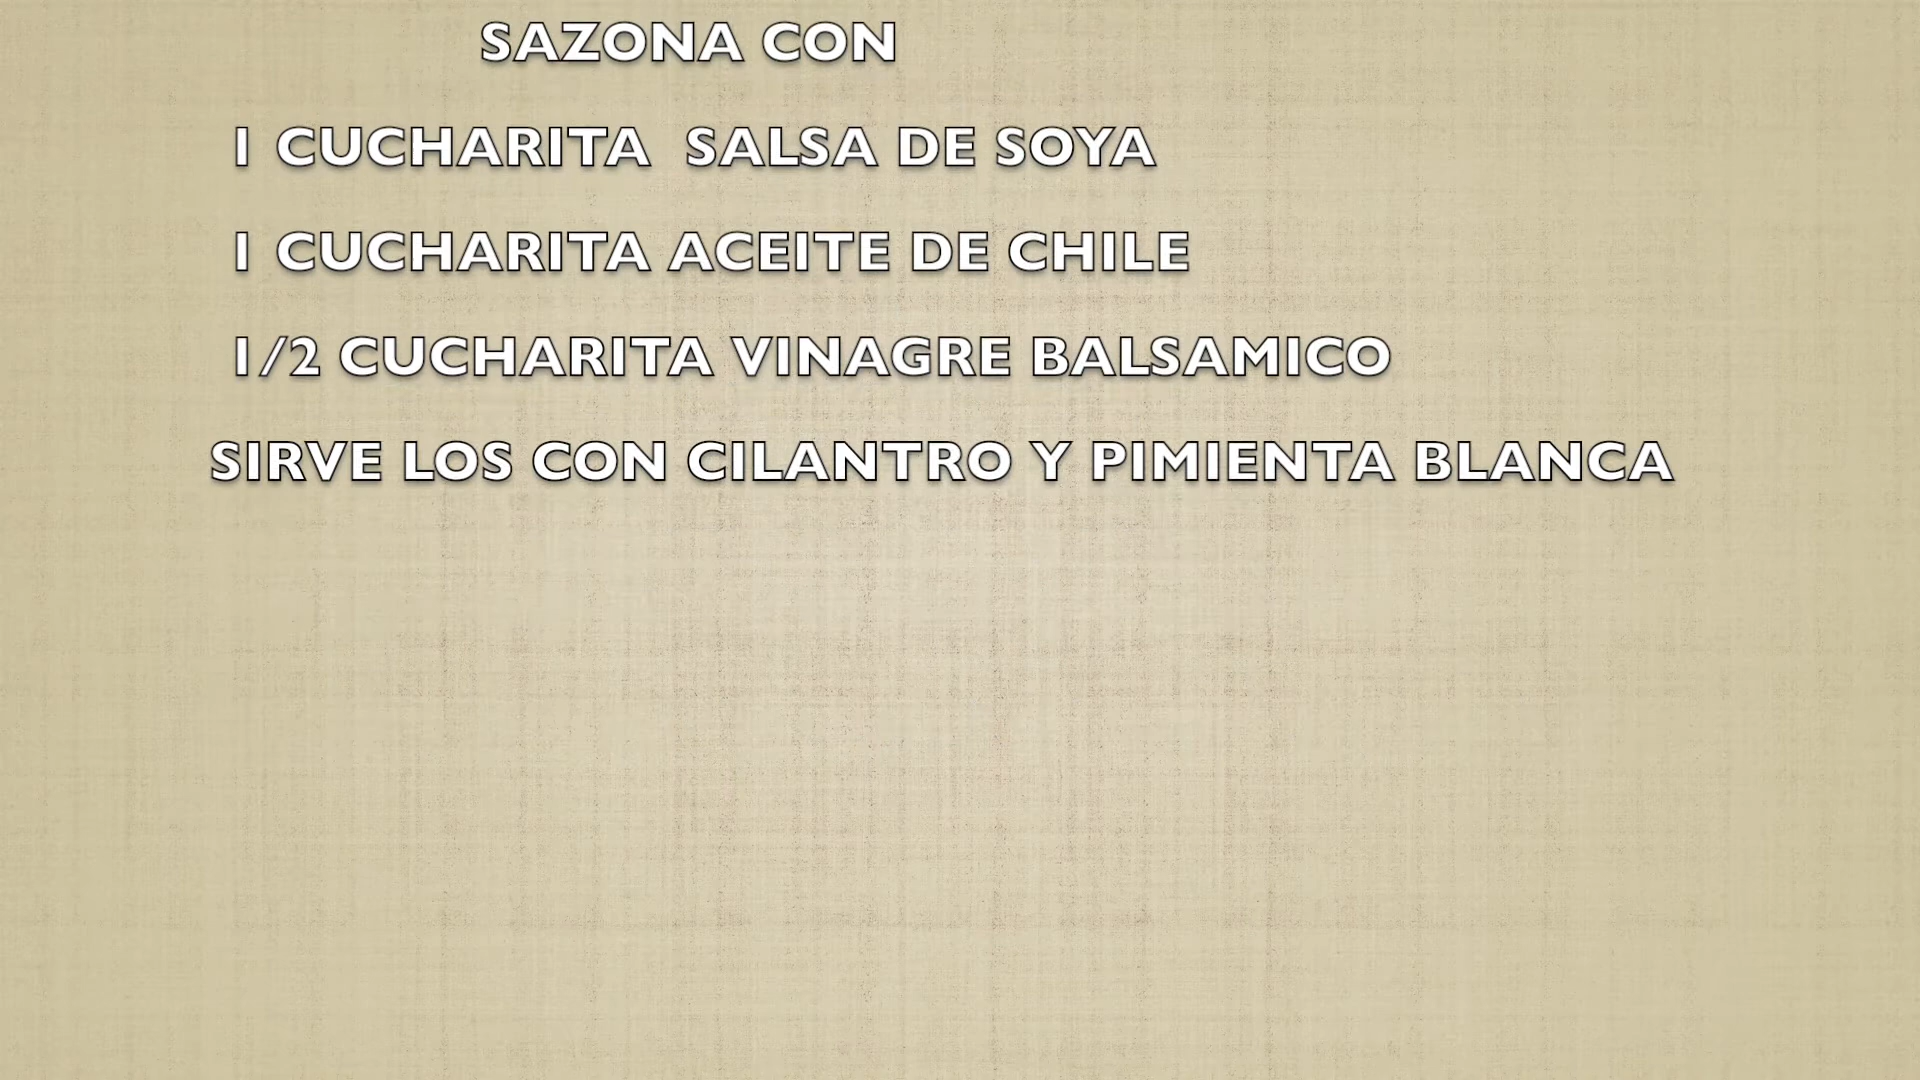 SAZONA CON
1 CUCHARITA  SALSA DE SOYA
1 CUCHARITA ACEITE DE CHILE
1/2 CUCHARITA VINAGRE BALSAMICO
SIRVE LOS CON CILANTRO Y PIMIENTA BLANCA